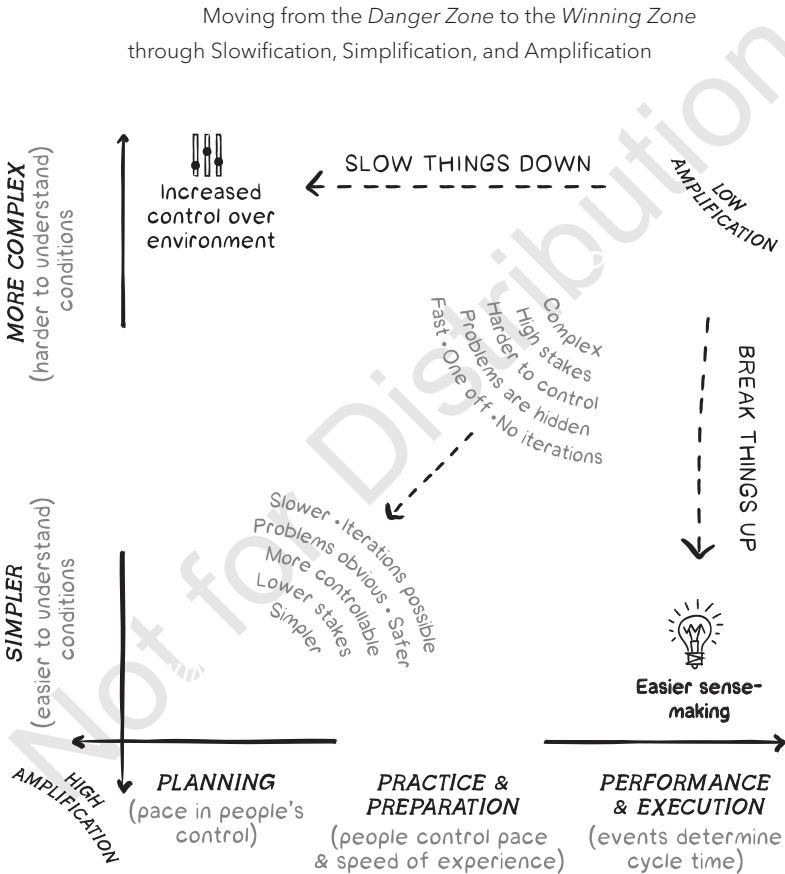 Moving from the Danger Zone to the Winning Zone
through Slowification, Simplification, and Amplification
MORE COMPLEX
(harder to understand)
conditions
Increased
control over
environment
SLOW THINGS DOWN
LOW
AMPLIFICATION
Complex
High stakes
Harder to control
Problems are hidden
Fast • One off • No iterations
BREAK THINGS UP
Slower • Iterations possible
Problems obvious • Safer
More controllable
Lower stakes
Simpler
SIMPLER
(easier to understand)
conditions
Easier sense-
making
HIGH
AMPLIFICATION
PLANNING
(pace in people's
control)
PRACTICE &
PREPARATION
(people control pace
& speed of experience)
PERFORMANCE
& EXECUTION
(events determine
cycle time)
Not for Distribution